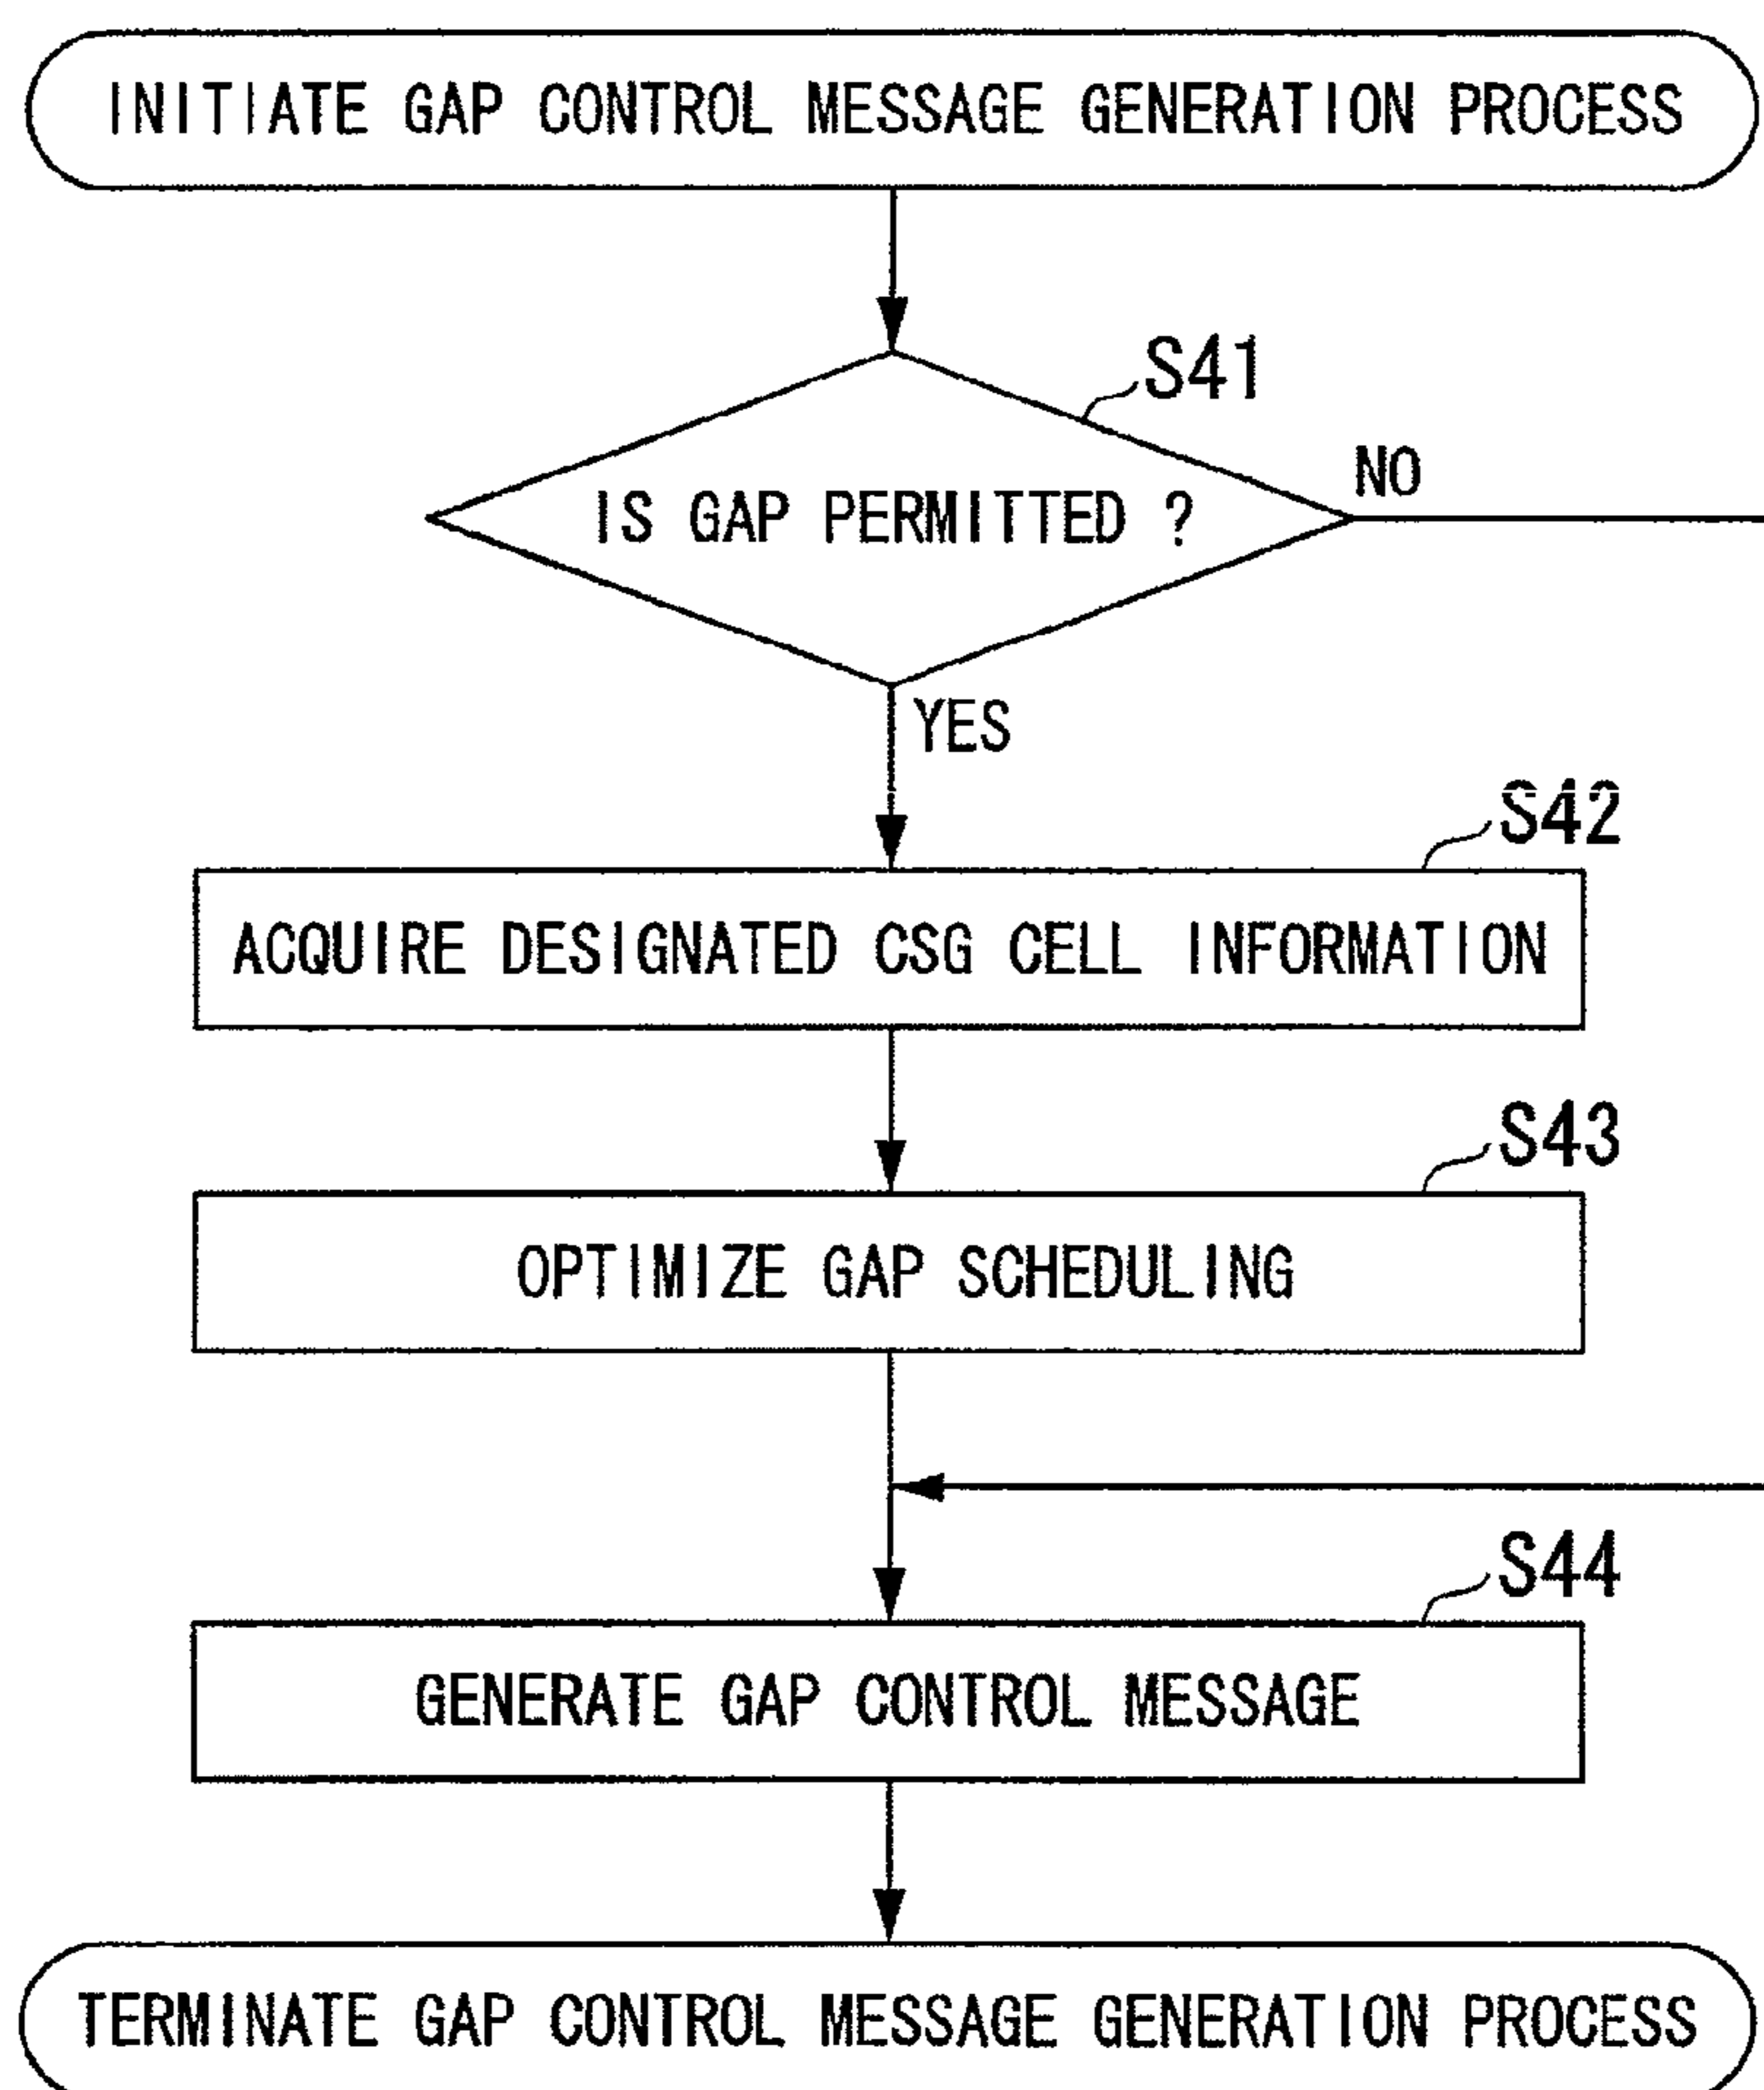 INITIATE GAP CONTROL MESSAGE GENERATION PROCESS
S41
IS GAP PERMITTED ?
NO
YES
S42
ACQUIRE DESIGNATED CSG CELL INFORMATION
S43
OPTIMIZE GAP SCHEDULING
S44
GENERATE GAP CONTROL MESSAGE
TERMINATE GAP CONTROL MESSAGE GENERATION PROCESS